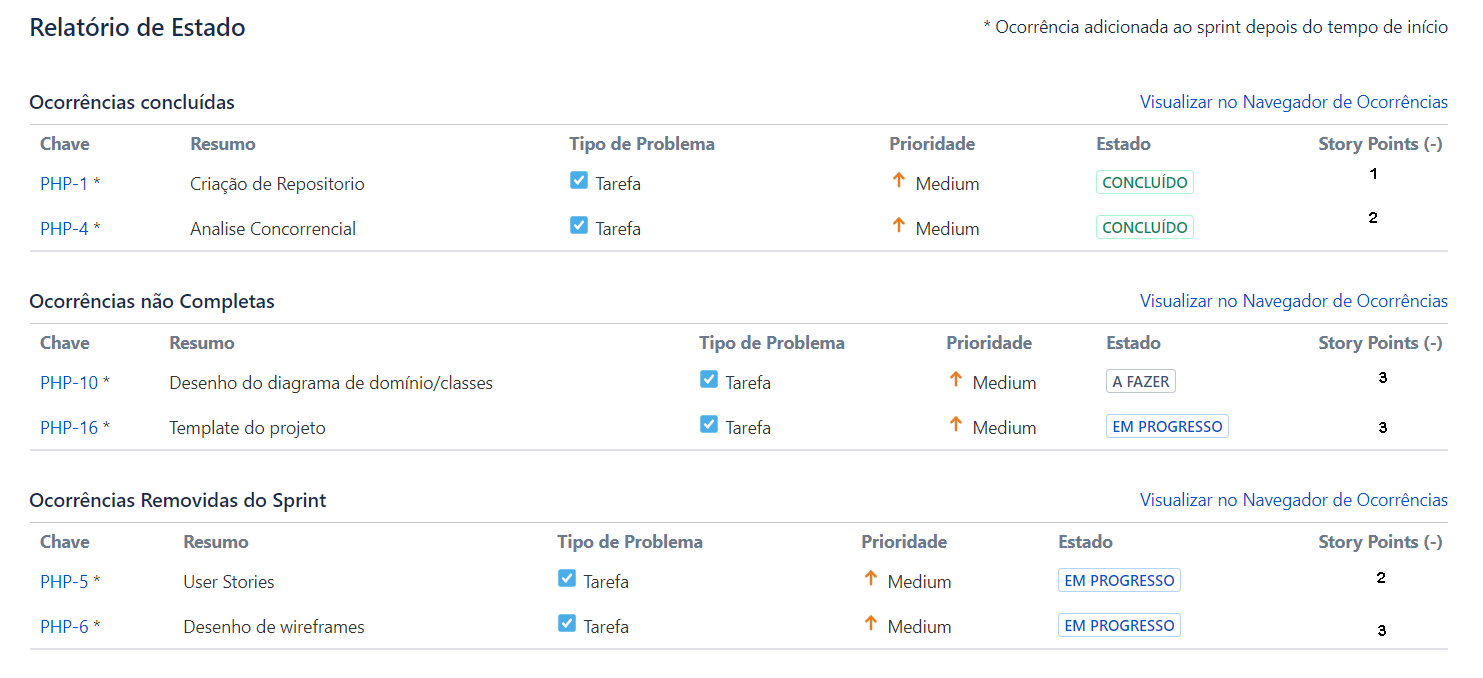 Relatório de Estado * Ocorrência adicionada ao sprint depois do tempo de início
Ocorrências concluídas Visualizar no Navegador de Ocorrências
Chave Resumo Tipo de Problema Prioridade Estado Story Points (-)
PHP-1 * Criação de Repositorio Tarefa Medium CONCLUÍDO 1
PHP-4 * Analise Concorrencial Tarefa Medium CONCLUÍDO 2
Ocorrências não Completas Visualizar no Navegador de Ocorrências
Chave Resumo Tipo de Problema Prioridade Estado Story Points (-)
PHP-10 * Desenho do diagrama de domínio/classes Tarefa Medium A FAZER 3
PHP-16 * Template do projeto Tarefa Medium EM PROGRESSO 3
Ocorrências Removidas do Sprint Visualizar no Navegador de Ocorrências
Chave Resumo Tipo de Problema Prioridade Estado Story Points (-)
PHP-5 * User Stories Tarefa Medium EM PROGRESSO 2
PHP-6 * Desenho de wireframes Tarefa Medium EM PROGRESSO 3